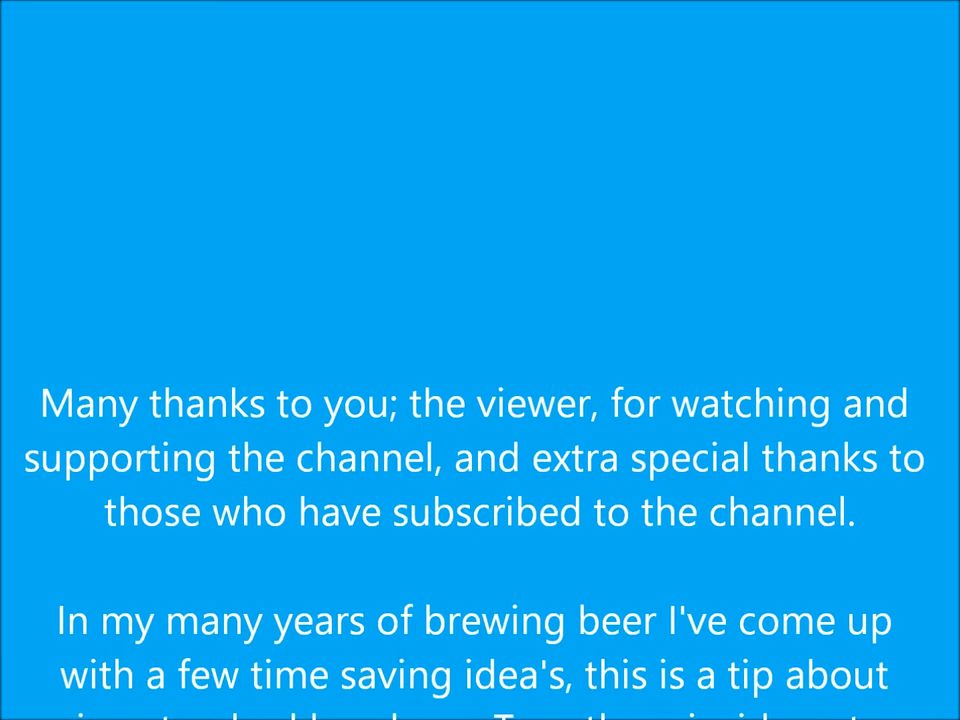 Many thanks to you; the viewer, for watching and
supporting the channel, and extra special thanks to
those who have subscribed to the channel.
In my many years of brewing beer I've come up
with a few time saving idea's, this is a tip about